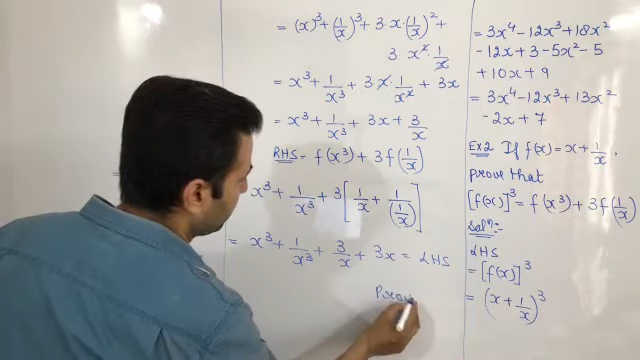 = (x)³ + (1/x)³ + 3·x·(1/x)² +
3·x²·1/x
= x³ + 1/x³ + 3·x·1/x² + 3x
= x³ + 1/x³ + 3x + 3/x
RHS = f(x³) + 3f(1/x)
x³ + 1/x³ + 3[1/x + 1/(1/x)]
= x³ + 1/x³ + 3/x + 3x = LHS
Prov
= 3x⁴ - 12x³ + 18x²
- 12x + 3 - 5x² - 5
+ 10x + 9
= 3x⁴ - 12x³ + 13x²
- 2x + 7
Ex2 If f(x) = x + 1/x,
prove that
[f(x)]³ = f(x³) + 3f(1/x)
Solⁿ:-
LHS
= [f(x)]³
= (x + 1/x)³